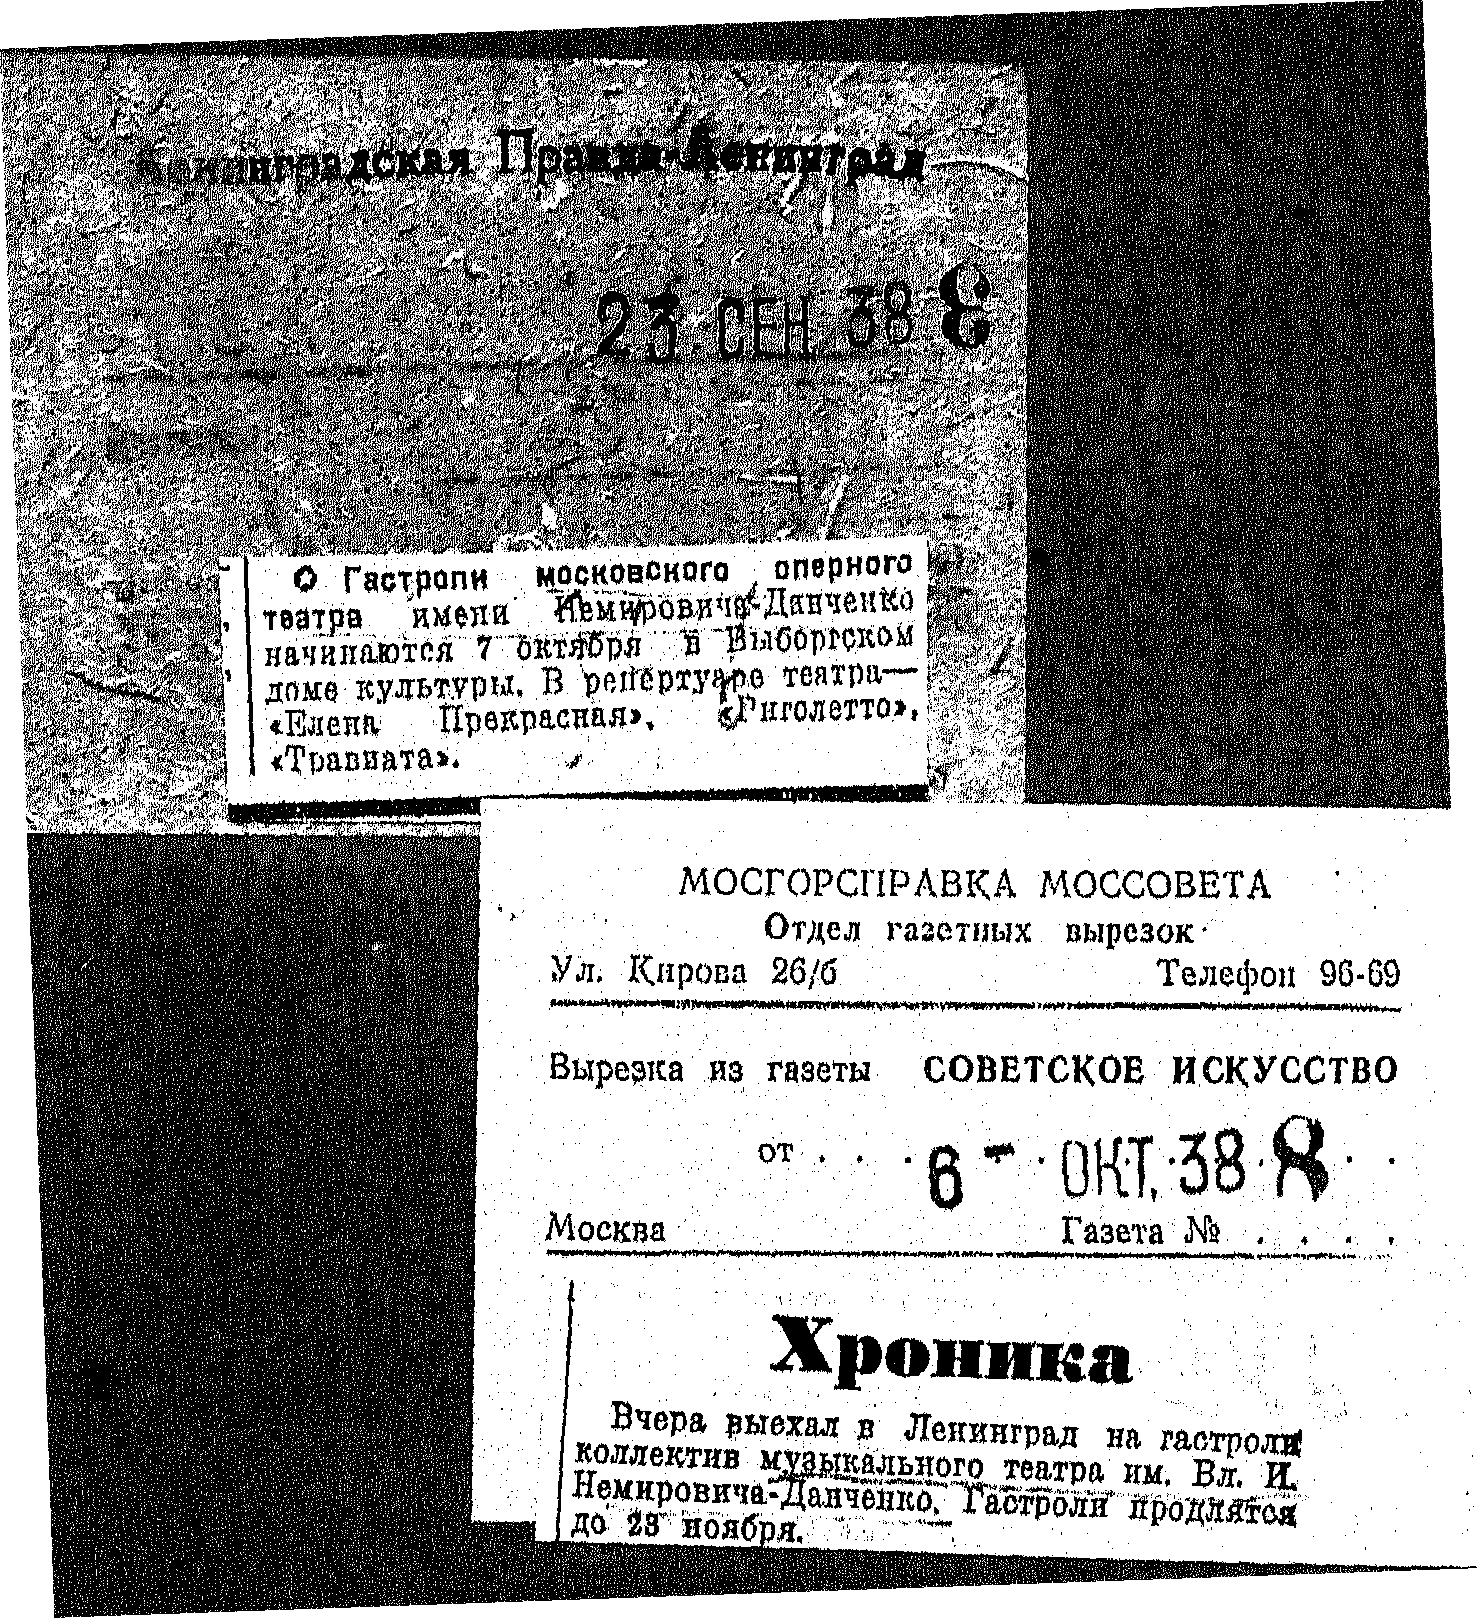 Ленинградская Правда-Ленинград
23 СЕН 38 8
О Гастроли московского оперного
театра имени Немировича-Данченко
начинаются 7 октября в Выборгском
доме культуры. В репертуаре театра—
«Елена Прекрасная», «Риголетто»,
«Травиата».
МОСГОРСПРАВКА МОССОВЕТА
Отдел газетных вырезок
Ул. Кирова 26/б Телефон 96-69
Вырезка из газеты СОВЕТСКОЕ ИСКУССТВО
от . . . 6 - ОКТ. 38 8 . .
Москва Газета № . . . .
Хроника
Вчера выехал в Ленинград на гастроли
коллектив музыкального театра им. Вл. И.
Немировича-Данченко. Гастроли продлятся
до 23 ноября.